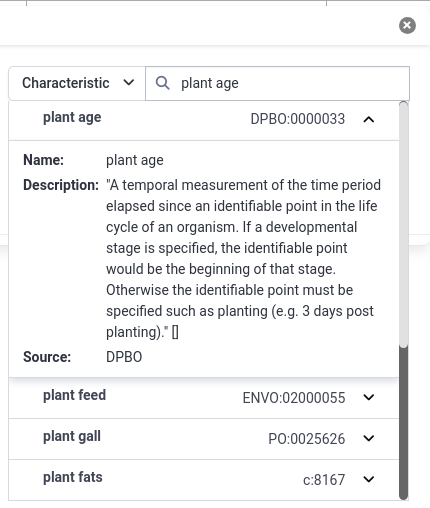 Characteristic plant age
plant age DPBO:0000033
Name: plant age
Description: "A temporal measurement of the time period
elapsed since an identifiable point in the life
cycle of an organism. If a developmental
stage is specified, the identifiable point
would be the beginning of that stage.
Otherwise the identifiable point must be
specified such as planting (e.g. 3 days post
planting)." []
Source: DPBO
plant feed ENVO:02000055
plant gall PO:0025626
plant fats c:8167